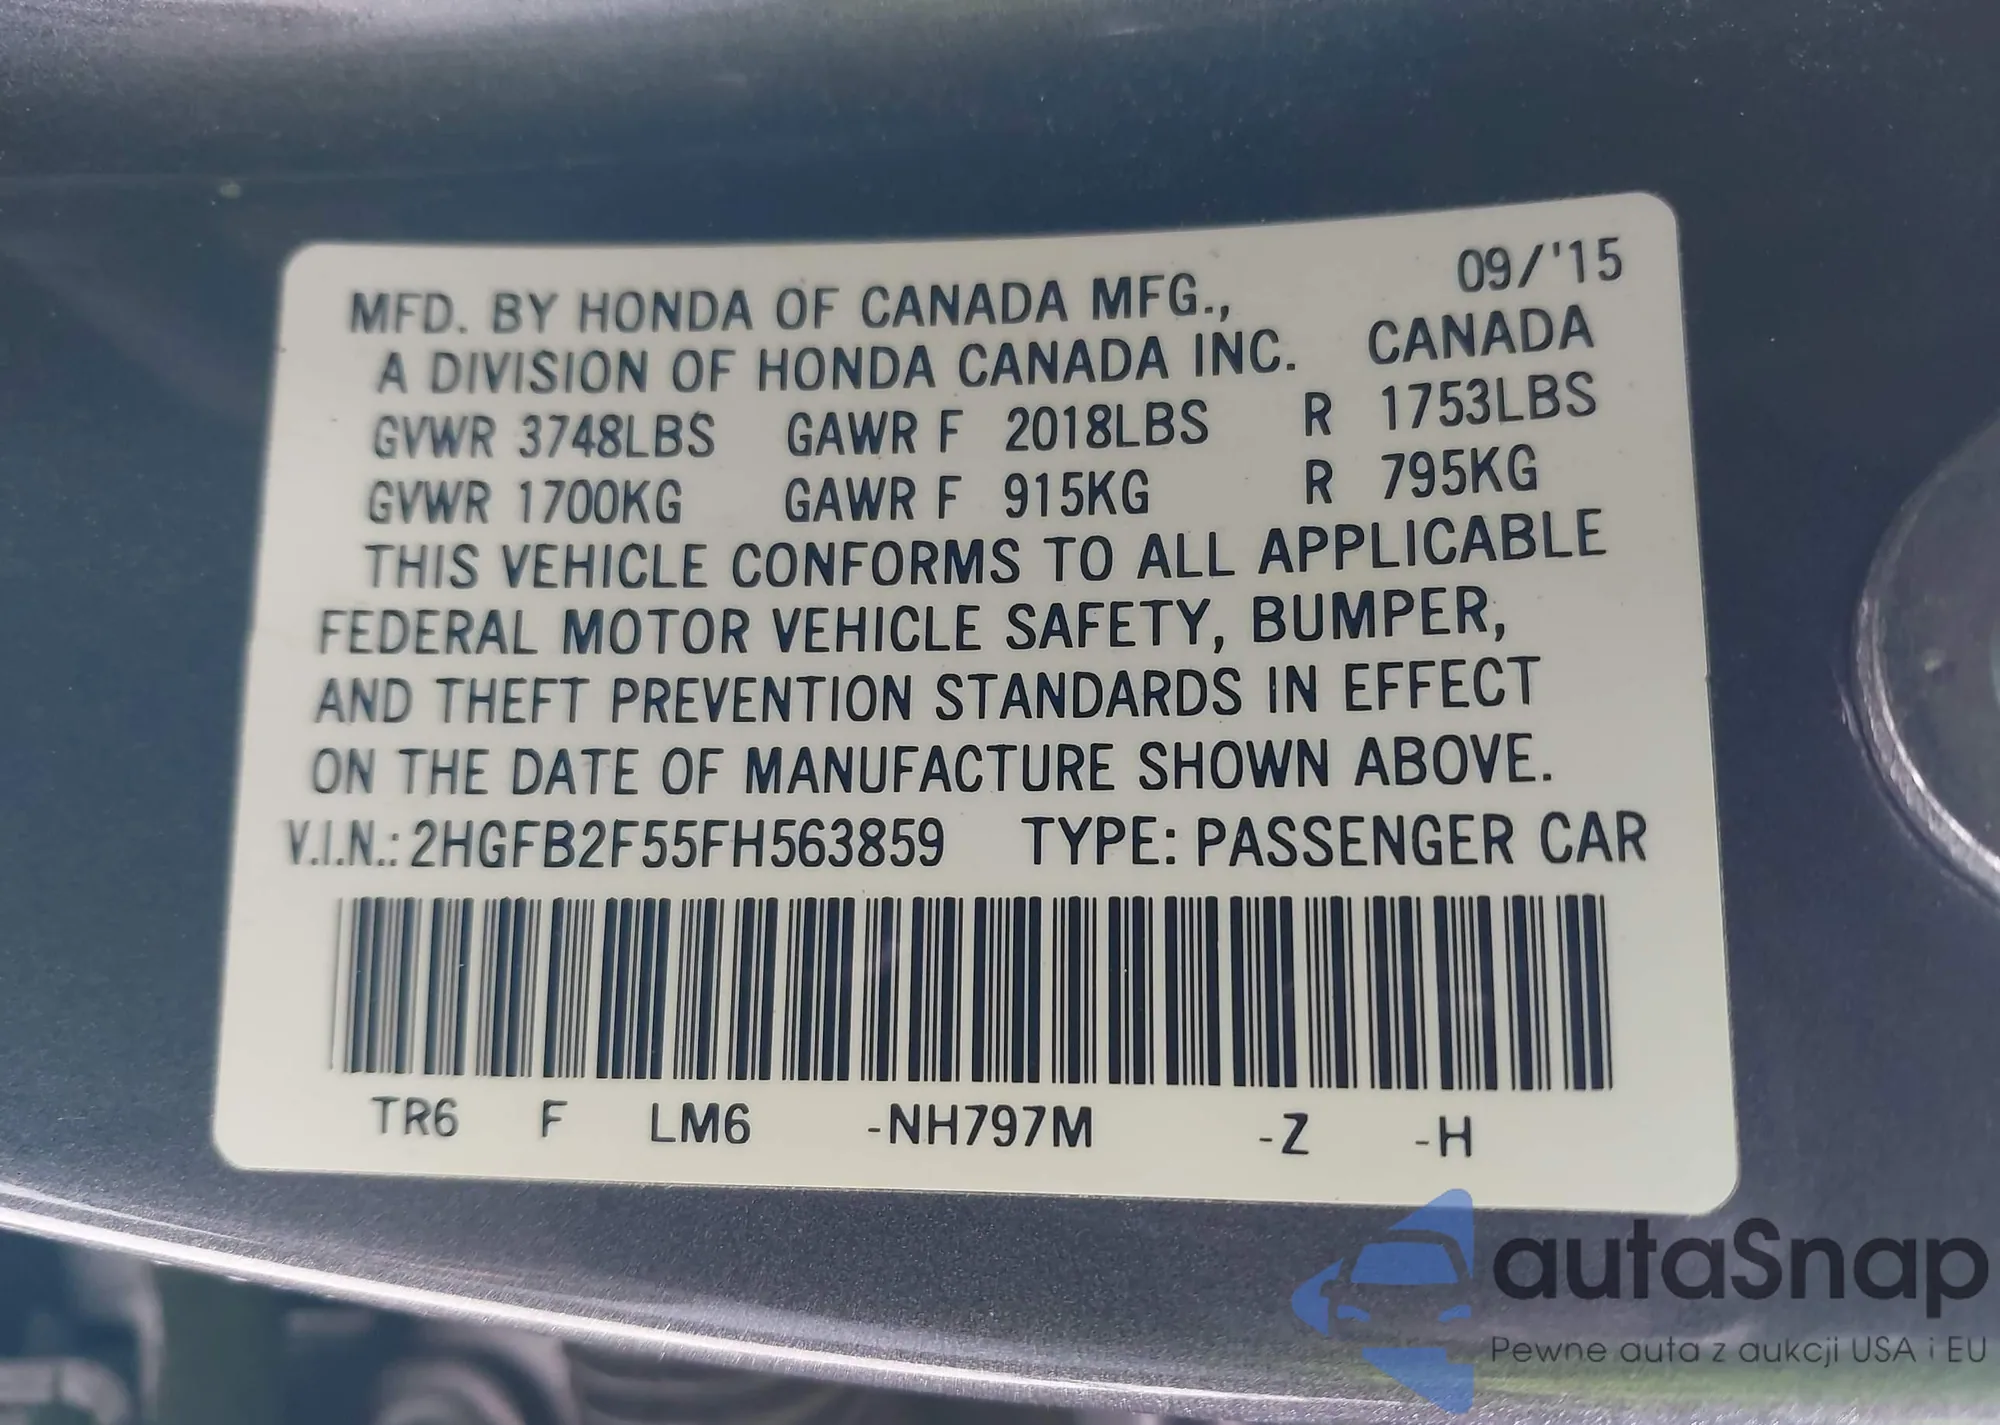 09/'15
MFD. BY HONDA OF CANADA MFG.,
A DIVISION OF HONDA CANADA INC. CANADA
GVWR 3748LBS GAWR F 2018LBS R 1753LBS
GVWR 1700KG GAWR F 915KG R 795KG
THIS VEHICLE CONFORMS TO ALL APPLICABLE
FEDERAL MOTOR VEHICLE SAFETY, BUMPER,
AND THEFT PREVENTION STANDARDS IN EFFECT
ON THE DATE OF MANUFACTURE SHOWN ABOVE.
V.I.N.: 2HGFB2F55FH563859 TYPE: PASSENGER CAR
TR6 F LM6 -NH797M -Z -H
autaSnap
Pewne auta z aukcji USA i EU